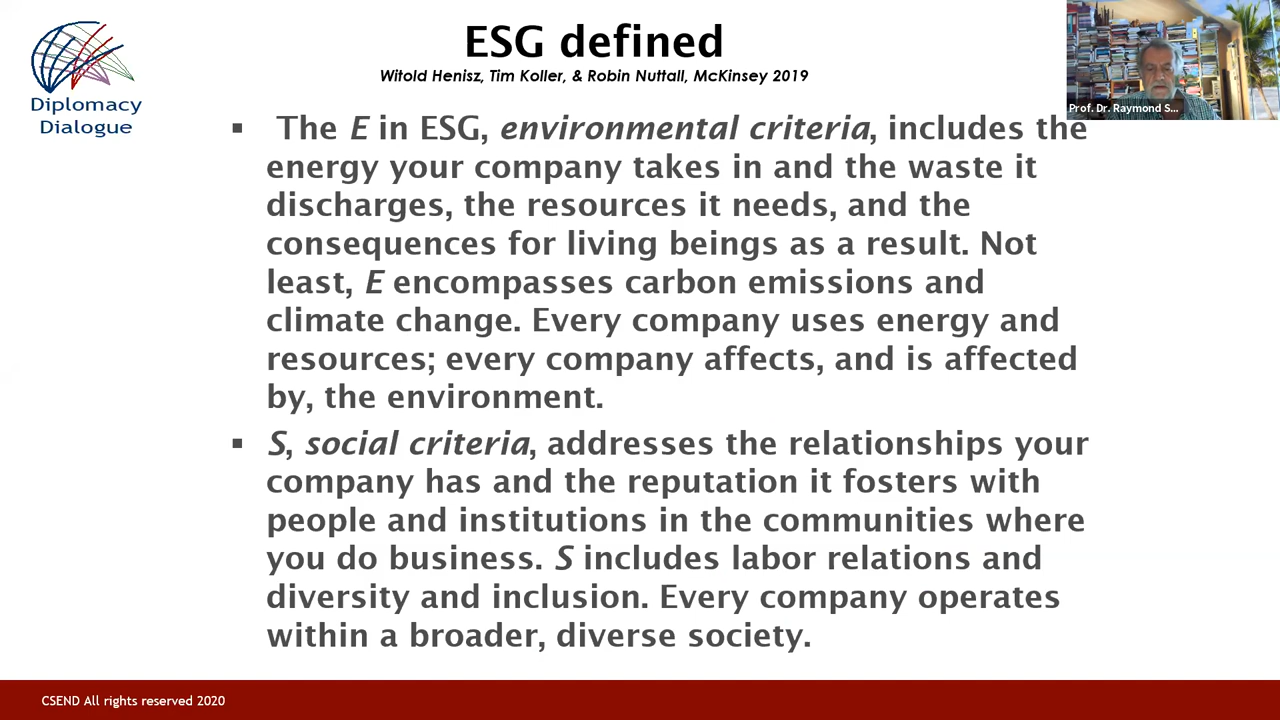 ESG defined
Witold Henisz, Tim Koller, & Robin Nuttall, McKinsey 2019
Diplomacy
Dialogue
Prof. Dr. Raymond S...
▪ The E in ESG, environmental criteria, includes the
energy your company takes in and the waste it
discharges, the resources it needs, and the
consequences for living beings as a result. Not
least, E encompasses carbon emissions and
climate change. Every company uses energy and
resources; every company affects, and is affected
by, the environment.
▪ S, social criteria, addresses the relationships your
company has and the reputation it fosters with
people and institutions in the communities where
you do business. S includes labor relations and
diversity and inclusion. Every company operates
within a broader, diverse society.
CSEND All rights reserved 2020